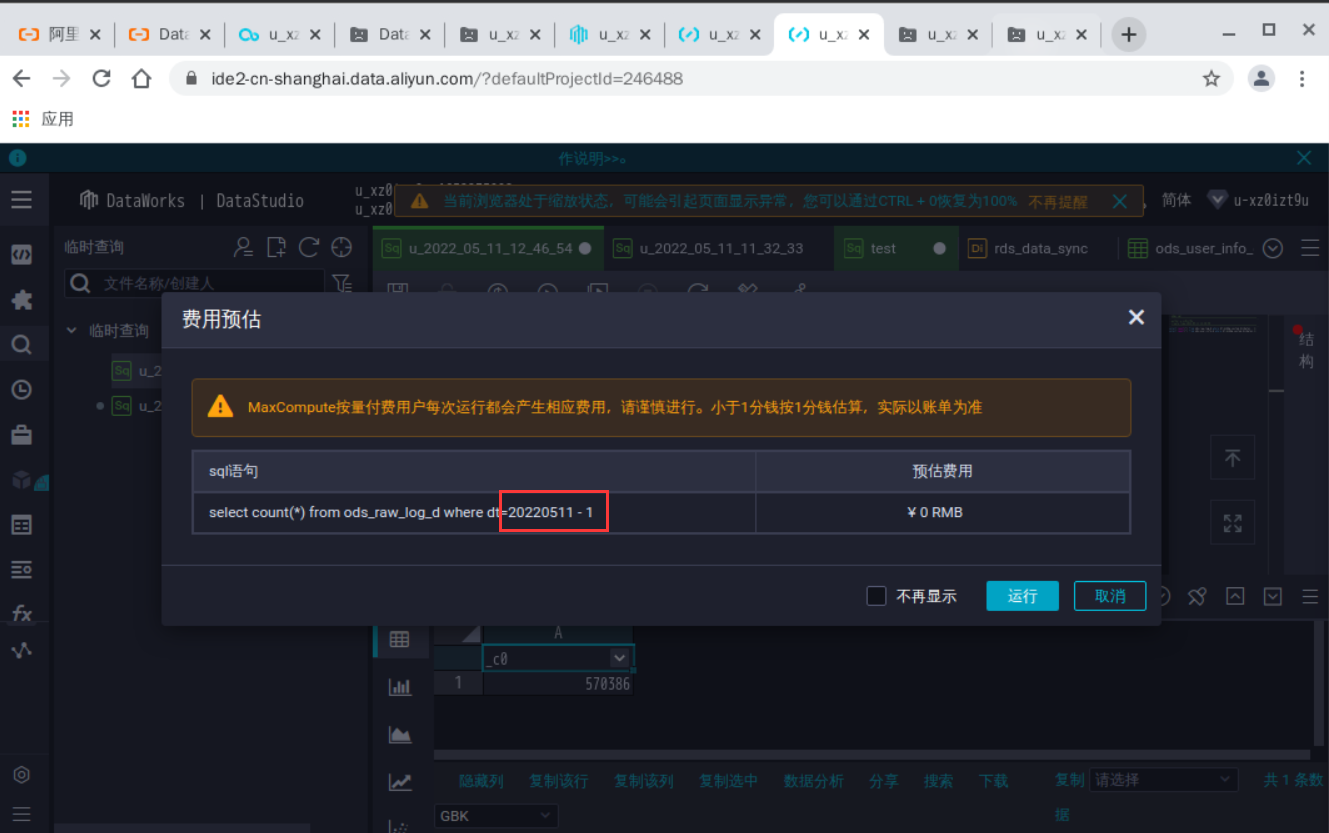 阿里
Data
u_xz
Data
u_xz
u_xz
u_xz
u_xz
u_xz
u_xz
ide2-cn-shanghai.data.aliyun.com/?defaultProjectId=246488
应用
作说明>>。
DataWorks | DataStudio
u_xz0
u_xz0
当前浏览器处于缩放状态，可能会引起页面显示异常，您可以通过CTRL + 0恢复为100% 不再提醒
简体
u-xz0izt9u
临时查询
Sq u_2022_05_11_12_46_54
Sq u_2022_05_11_11_32_33
Sq test
Di rds_data_sync
ods_user_info_
文件名称/创建人
费用预估
临时查询
结构
Sq u_2
Sq u_2
MaxCompute按量付费用户每次运行都会产生相应费用，请谨慎进行。小于1分钱按1分钱估算，实际以账单为准
sql语句 预估费用
select count(*) from ods_raw_log_d where dt=20220511 - 1 ¥ 0 RMB
不再显示 运行 取消
fx
A
_c0
1 570386
隐藏列 复制该行 复制该列 复制选中 数据分析 分享 搜索 下载 复制 请选择 共 1 条数
据
GBK